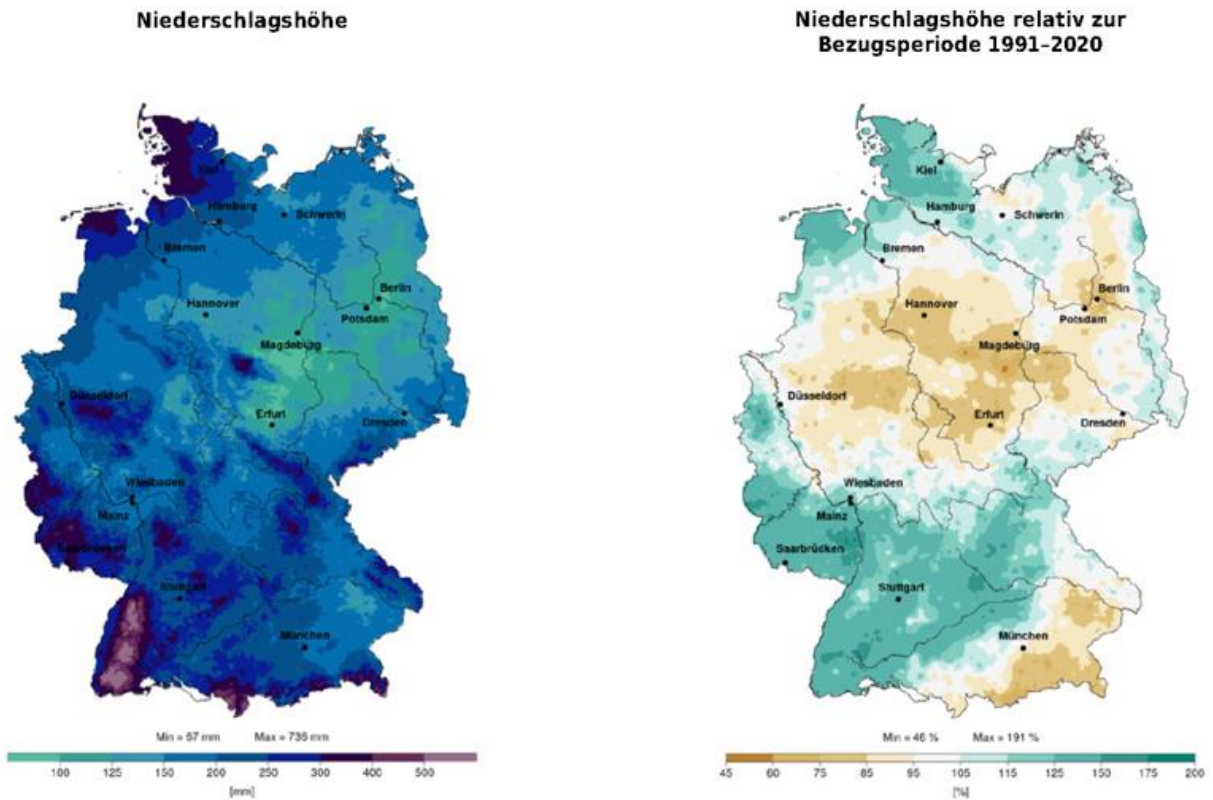 Niederschlagshöhe
Kiel
Hamburg
Schwerin
Bremen
Hannover
Berlin
Potsdam
Magdeburg
Düsseldorf
Erfurt
Dresden
Wiesbaden
Mainz
Saarbrücken
Stuttgart
München
Min = 57 mm Max = 736 mm
100 125 150 200 250 300 400 500
[mm]
Niederschlagshöhe relativ zur
Bezugsperiode 1991–2020
Kiel
Hamburg
Schwerin
Bremen
Hannover
Berlin
Potsdam
Magdeburg
Düsseldorf
Erfurt
Dresden
Wiesbaden
Mainz
Saarbrücken
Stuttgart
München
Min = 46 % Max = 191 %
45 60 75 85 95 105 115 125 150 175 200
[%]